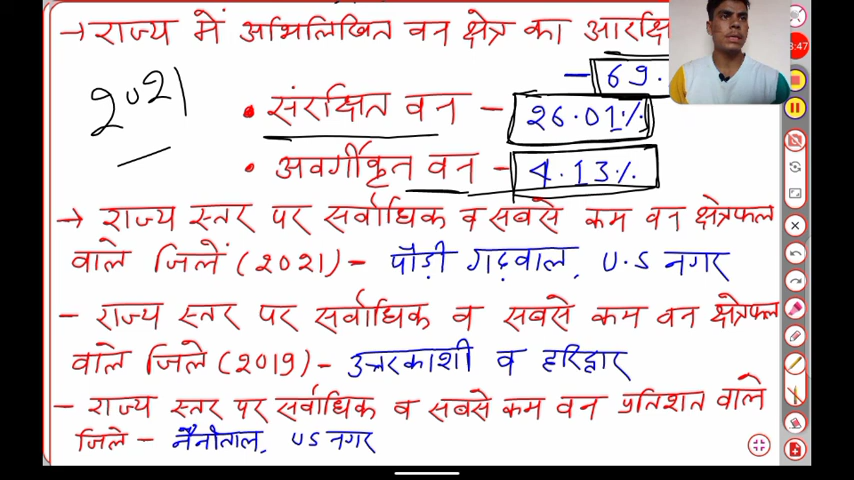 → राज्य में अभिलिखित वन क्षेत्र का
- 69.
2021
• संरक्षित वन - 26.01%
• अवर्गीकृत वन - 4.13%
→ राज्य स्तर पर सर्वाधिक व सबसे कम वन क्षेत्रफल
वाले जिलें (2021) - पौड़ी गढ़वाल, U.S नगर
- राज्य स्तर पर सर्वाधिक व सबसे कम वन क्षेत्रफल
वाले जिले (2019) - उत्तरकाशी व हरिद्वार
- राज्य स्तर पर सर्वाधिक व सबसे कम वन प्रतिशत वाले
जिले - नैनीताल, US नगर